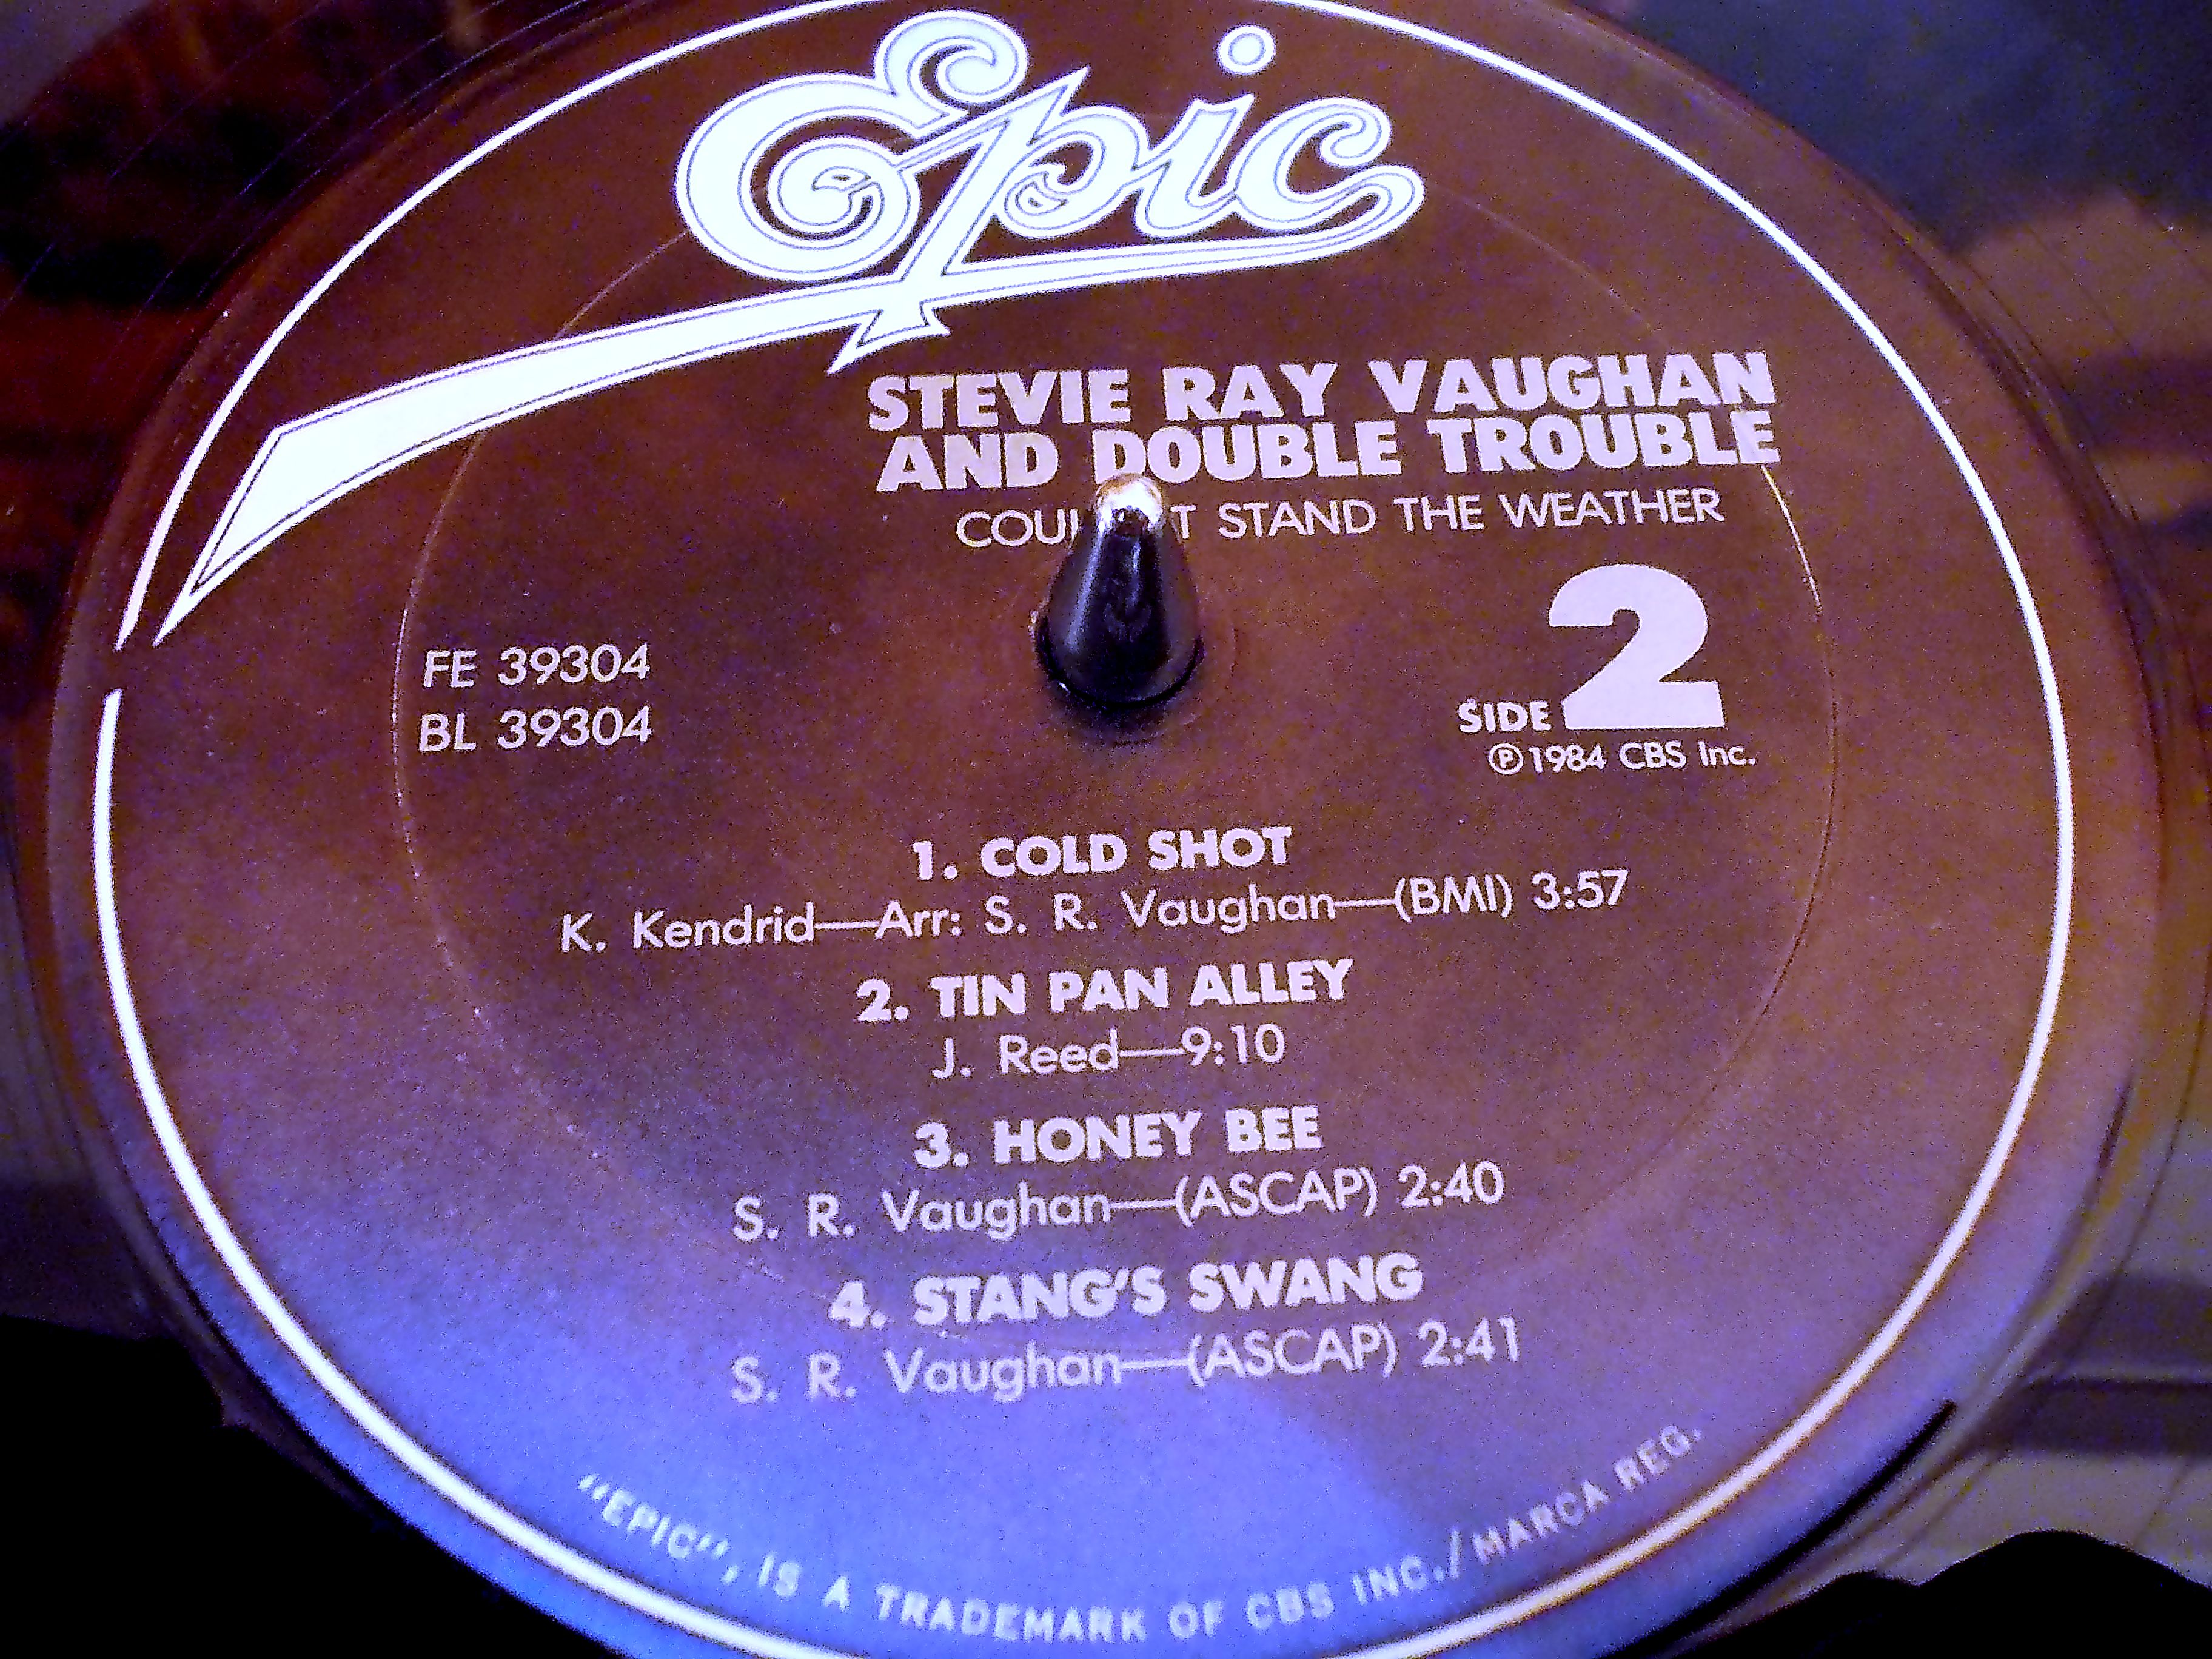 Epic
STEVIE RAY VAUGHAN
AND DOUBLE TROUBLE
STAND THE WEATHER
FE 39304
BL 39304
SIDE 2
℗1984 CBS Inc.
1. COLD SHOT
K. Kendrid—Arr: S. R. Vaughan—(BMI) 3:57
2. TIN PAN ALLEY
J. Reed—9:10
3. HONEY BEE
S. R. Vaughan—(ASCAP) 2:40
4. STANG'S SWANG
S. R. Vaughan—(ASCAP) 2:41
"EPIC", IS A TRADEMARK OF CBS INC./MARCA REG.